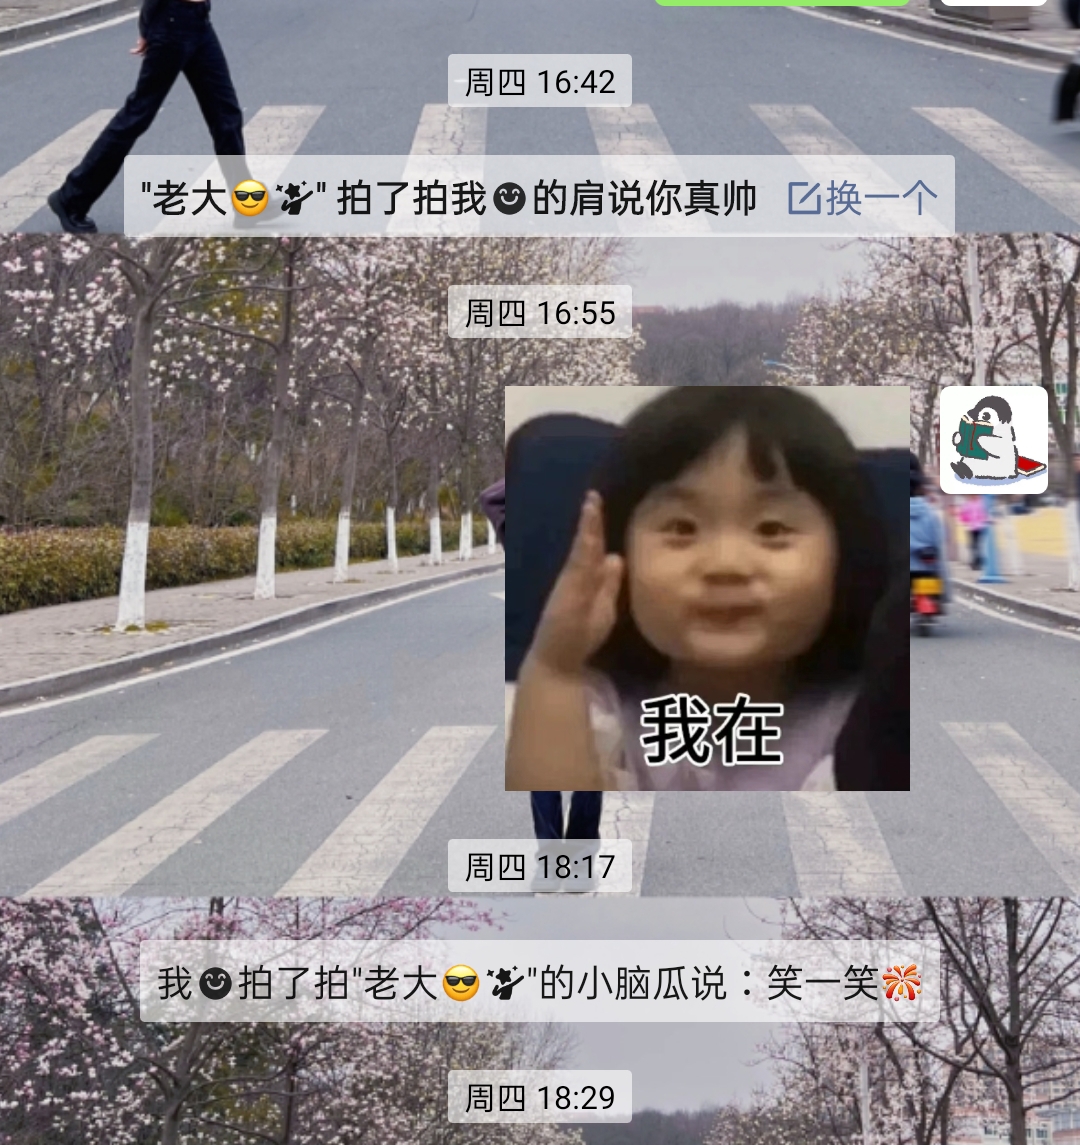 周四 16:42
"老大😎" 拍了拍我☻的肩说你真帅 换一个
周四 16:55
我在
周四 18:17
我☻拍了拍"老大😎"的小脑瓜说：笑一笑🎆
周四 18:29